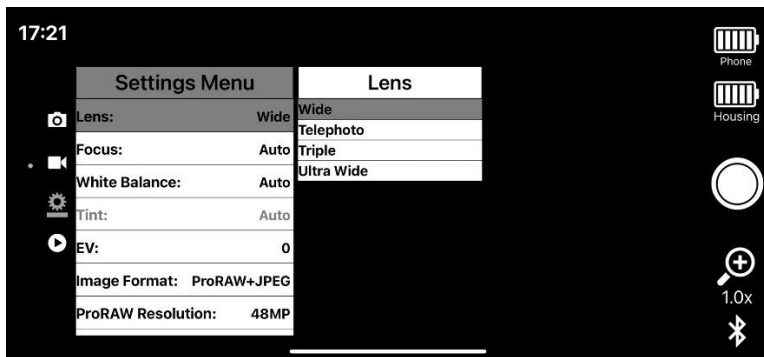 17:21
Settings Menu
Lens: Wide
Focus: Auto
White Balance: Auto
Tint: Auto
EV: 0
Image Format: ProRAW+JPEG
ProRAW Resolution: 48MP
Lens
Wide
Telephoto
Triple
Ultra Wide
Phone
Housing
1.0x